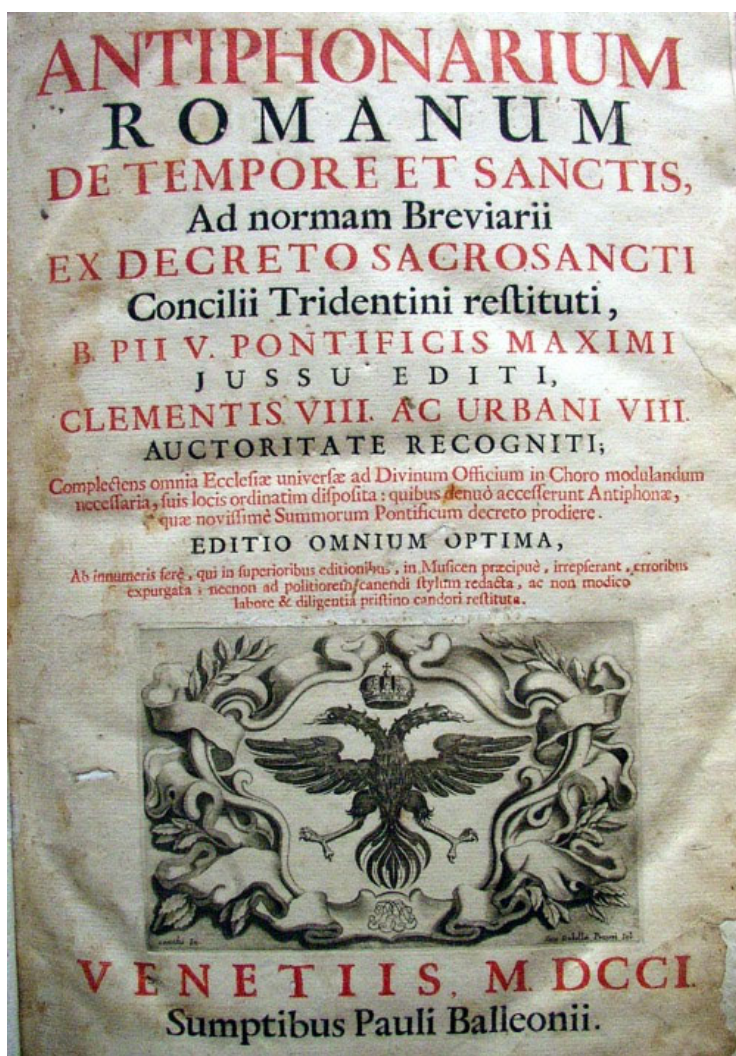 ANTIPHONARIUM
ROMANUM
DE TEMPORE ET SANCTIS,
Ad normam Breviarii
EX DECRETO SACROSANCTI
Concilii Tridentini reſtituti,
B. PII V. PONTIFICIS MAXIMI
JUSSU EDITI,
CLEMENTIS VIII. AC URBANI VIII.
AUCTORITATE RECOGNITI;
Complectens omnia Eccleſiæ univerſæ ad Divinum Officium in Choro modulandum
neceſſaria, ſuis locis ordinatim diſpoſita : quibus denuò acceſſerunt Antiphonæ,
quæ noviſſimè Summorum Pontificum decreto prodiere.
EDITIO OMNIUM OPTIMA,
Ab innumeris ferè, qui in ſuperioribus editionibus, in Muſicen præcipuè, irrepſerant, erroribus
expurgata ; necnon ad politiorem canendi ſtylum redacta, ac non modico
labore & diligentia priſtino candori reſtituta.
VENETIIS, M. DCCI.
Sumptibus Pauli Balleonii.